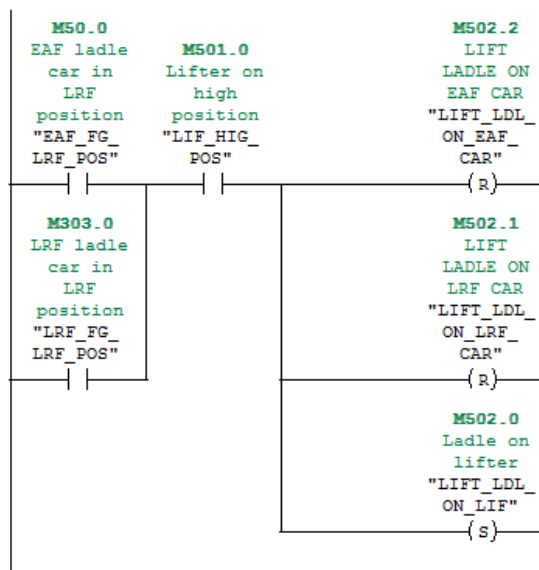 M50.0
EAF ladle
car in
LRF
position
"EAF_FG_
LRF_POS"
M501.0
Lifter on
high
position
"LIF_HIG_
POS"
M502.2
LIFT
LADLE ON
EAF CAR
"LIFT_LDL_
ON_EAF_
CAR"
R
M303.0
LRF ladle
car in
LRF
position
"LRF_FG_
LRF_POS"
M502.1
LIFT
LADLE ON
LRF CAR
"LIFT_LDL_
ON_LRF_
CAR"
R
M502.0
Ladle on
lifter
"LIFT_LDL_
ON_LIF"
S